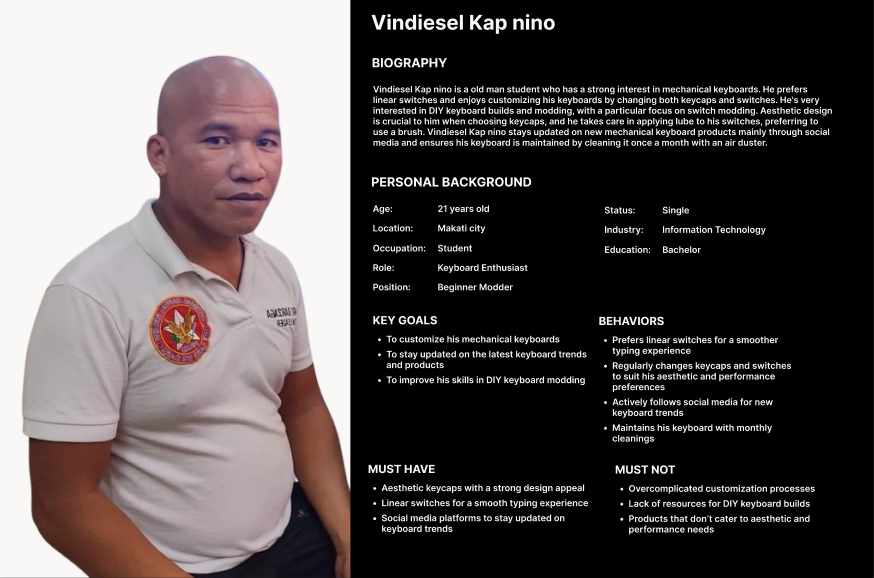 Vindiesel Kap nino
BIOGRAPHY
Vindiesel Kap nino is a old man student who has a strong interest in mechanical keyboards. He prefers
linear switches and enjoys customizing his keyboards by changing both keycaps and switches. He's very
interested in DIY keyboard builds and modding, with a particular focus on switch modding. Aesthetic design
is crucial to him when choosing keycaps, and he takes care in applying lube to his switches, preferring to
use a brush. Vindiesel Kap nino stays updated on new mechanical keyboard products mainly through social
media and ensures his keyboard is maintained by cleaning it once a month with an air duster.
PERSONAL BACKGROUND
Age: 21 years old
Location: Makati city
Occupation: Student
Role: Keyboard Enthusiast
Position: Beginner Modder
Status: Single
Industry: Information Technology
Education: Bachelor
KEY GOALS
• To customize his mechanical keyboards
• To stay updated on the latest keyboard trends
and products
• To improve his skills in DIY keyboard modding
BEHAVIORS
• Prefers linear switches for a smoother
typing experience
• Regularly changes keycaps and switches
to suit his aesthetic and performance
preferences
• Actively follows social media for new
keyboard trends
• Maintains his keyboard with monthly
cleanings
MUST HAVE
• Aesthetic keycaps with a strong design appeal
• Linear switches for a smooth typing experience
• Social media platforms to stay updated on
keyboard trends
MUST NOT
• Overcomplicated customization processes
• Lack of resources for DIY keyboard builds
• Products that don't cater to aesthetic and
performance needs